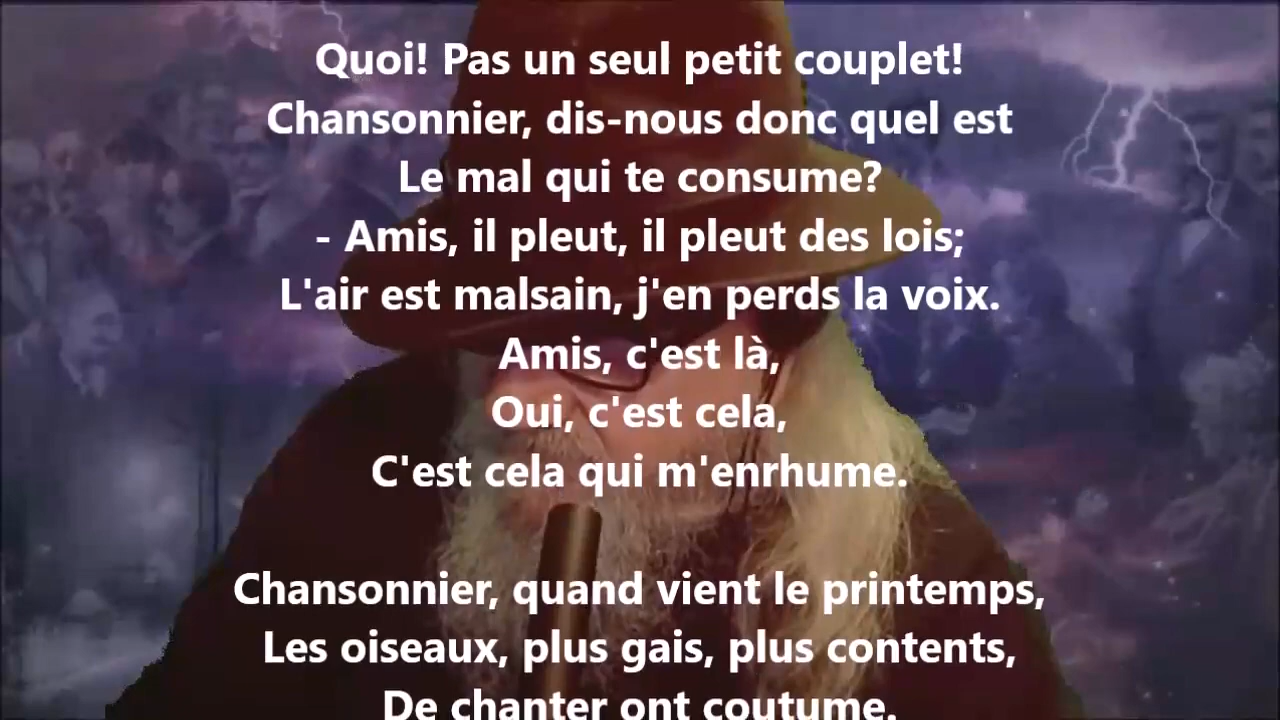 Quoi! Pas un seul petit couplet!
Chansonnier, dis-nous donc quel est
Le mal qui te consume?
- Amis, il pleut, il pleut des lois;
L'air est malsain, j'en perds la voix.
Amis, c'est là,
Oui, c'est cela,
C'est cela qui m'enrhume.
Chansonnier, quand vient le printemps,
Les oiseaux, plus gais, plus contents,
De chanter ont coutume.